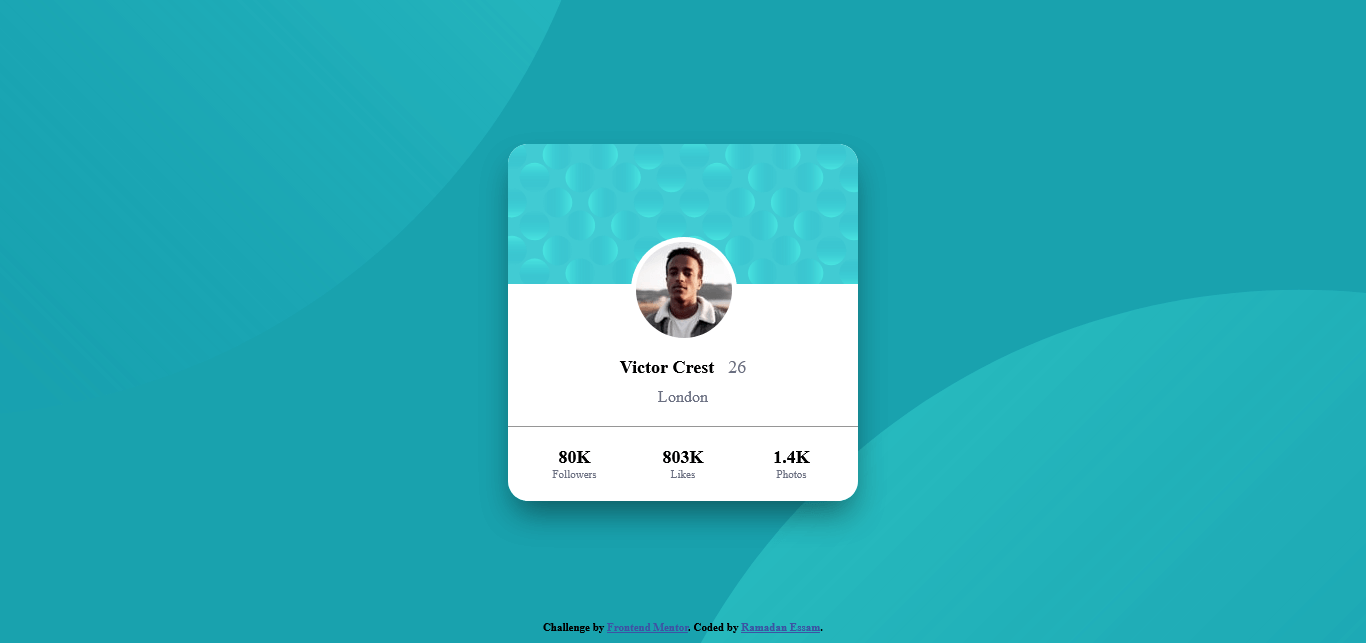 Victor Crest 26
London
80K 803K 1.4K
Followers Likes Photos
Challenge by Frontend Mentor. Coded by Ramadan Essam.